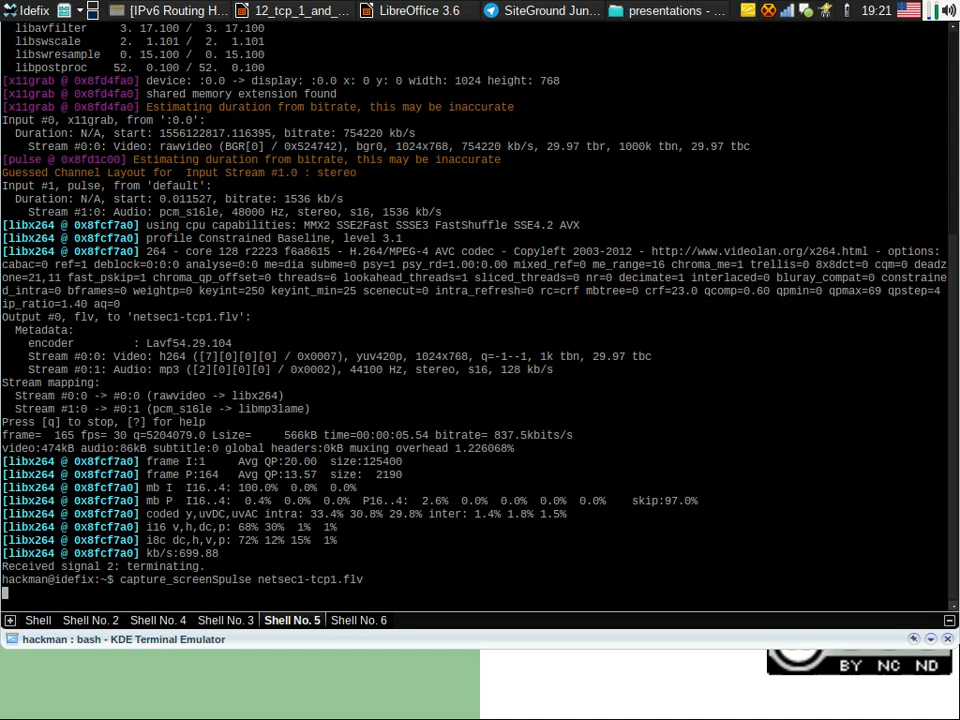 Idefix [IPv6 Routing H... 12_tcp_1_and_... LibreOffice 3.6 SiteGround Jun... presentations - ... 19:21
libavfilter 3. 17.100 / 3. 17.100
libswscale 2. 1.101 / 2. 1.101
libswresample 0. 15.100 / 0. 15.100
libpostproc 52. 0.100 / 52. 0.100
[x11grab @ 0x8fd4fa0] device: :0.0 -> display: :0.0 x: 0 y: 0 width: 1024 height: 768
[x11grab @ 0x8fd4fa0] shared memory extension found
[x11grab @ 0x8fd4fa0] Estimating duration from bitrate, this may be inaccurate
Input #0, x11grab, from ':0.0':
Duration: N/A, start: 1556122817.116395, bitrate: 754220 kb/s
Stream #0:0: Video: rawvideo (BGR[0] / 0x524742), bgr0, 1024x768, 754220 kb/s, 29.97 tbr, 1000k tbn, 29.97 tbc
[pulse @ 0x8fd1c00] Estimating duration from bitrate, this may be inaccurate
Guessed Channel Layout for Input Stream #1.0 : stereo
Input #1, pulse, from 'default':
Duration: N/A, start: 0.011527, bitrate: 1536 kb/s
Stream #1:0: Audio: pcm_s16le, 48000 Hz, stereo, s16, 1536 kb/s
[libx264 @ 0x8fcf7a0] using cpu capabilities: MMX2 SSE2Fast SSSE3 FastShuffle SSE4.2 AVX
[libx264 @ 0x8fcf7a0] profile Constrained Baseline, level 3.1
[libx264 @ 0x8fcf7a0] 264 - core 128 r2223 f6a8615 - H.264/MPEG-4 AVC codec - Copyleft 2003-2012 - http://www.videolan.org/x264.html - options:
cabac=0 ref=1 deblock=0:0:0 analyse=0:0 me=dia subme=0 psy=1 psy_rd=1.00:0.00 mixed_ref=0 me_range=16 chroma_me=1 trellis=0 8x8dct=0 cqm=0 deadz
one=21,11 fast_pskip=1 chroma_qp_offset=0 threads=6 lookahead_threads=1 sliced_threads=0 nr=0 decimate=1 interlaced=0 bluray_compat=0 constraine
d_intra=0 bframes=0 weightp=0 keyint=250 keyint_min=25 scenecut=0 intra_refresh=0 rc=crf mbtree=0 crf=23.0 qcomp=0.60 qpmin=0 qpmax=69 qpstep=4
ip_ratio=1.40 aq=0
Output #0, flv, to 'netsec1-tcp1.flv':
Metadata:
encoder : Lavf54.29.104
Stream #0:0: Video: h264 ([7][0][0][0] / 0x0007), yuv420p, 1024x768, q=-1--1, 1k tbn, 29.97 tbc
Stream #0:1: Audio: mp3 ([2][0][0][0] / 0x0002), 44100 Hz, stereo, s16, 128 kb/s
Stream mapping:
Stream #0:0 -> #0:0 (rawvideo -> libx264)
Stream #1:0 -> #0:1 (pcm_s16le -> libmp3lame)
Press [q] to stop, [?] for help
frame= 165 fps= 30 q=5204079.0 Lsize= 566kB time=00:00:05.54 bitrate= 837.5kbits/s
video:474kB audio:86kB subtitle:0 global headers:0kB muxing overhead 1.226068%
[libx264 @ 0x8fcf7a0] frame I:1 Avg QP:20.00 size:125400
[libx264 @ 0x8fcf7a0] frame P:164 Avg QP:13.57 size: 2190
[libx264 @ 0x8fcf7a0] mb I I16..4: 100.0% 0.0% 0.0%
[libx264 @ 0x8fcf7a0] mb P I16..4: 0.4% 0.0% 0.0% P16..4: 2.6% 0.0% 0.0% 0.0% 0.0% skip:97.0%
[libx264 @ 0x8fcf7a0] coded y,uvDC,uvAC intra: 33.4% 30.8% 29.8% inter: 1.4% 1.8% 1.5%
[libx264 @ 0x8fcf7a0] i16 v,h,dc,p: 68% 30% 1% 1%
[libx264 @ 0x8fcf7a0] i8c dc,h,v,p: 72% 12% 15% 1%
[libx264 @ 0x8fcf7a0] kb/s:699.88
Received signal 2: terminating.
hackman@idefix:~$ capture_screenSpulse netsec1-tcp1.flv
Shell Shell No. 2 Shell No. 4 Shell No. 3 Shell No. 5 Shell No. 6
hackman : bash - KDE Terminal Emulator
BY NC ND